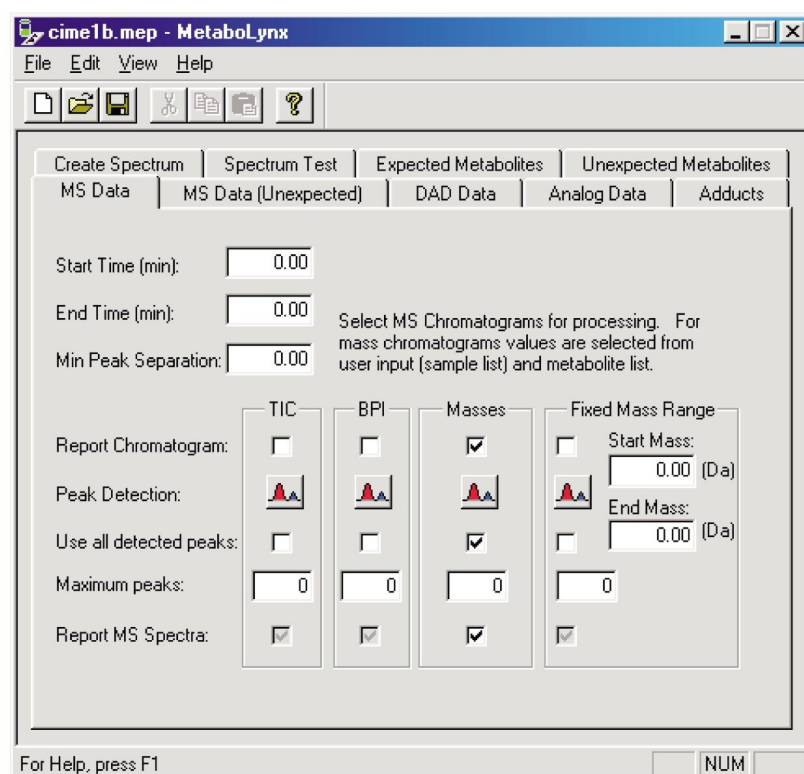 cime1b.mep - MetaboLynx
File Edit View Help
Create Spectrum Spectrum Test Expected Metabolites Unexpected Metabolites
MS Data MS Data (Unexpected) DAD Data Analog Data Adducts
Start Time (min): 0.00
End Time (min): 0.00
Min Peak Separation: 0.00
Select MS Chromatograms for processing. For
mass chromatograms values are selected from
user input (sample list) and metabolite list.
TIC BPI Masses Fixed Mass Range
Report Chromatogram: Start Mass:
0.00 (Da)
Peak Detection:
End Mass:
0.00 (Da)
Use all detected peaks:
Maximum peaks: 0 0 0 0
Report MS Spectra:
For Help, press F1 NUM